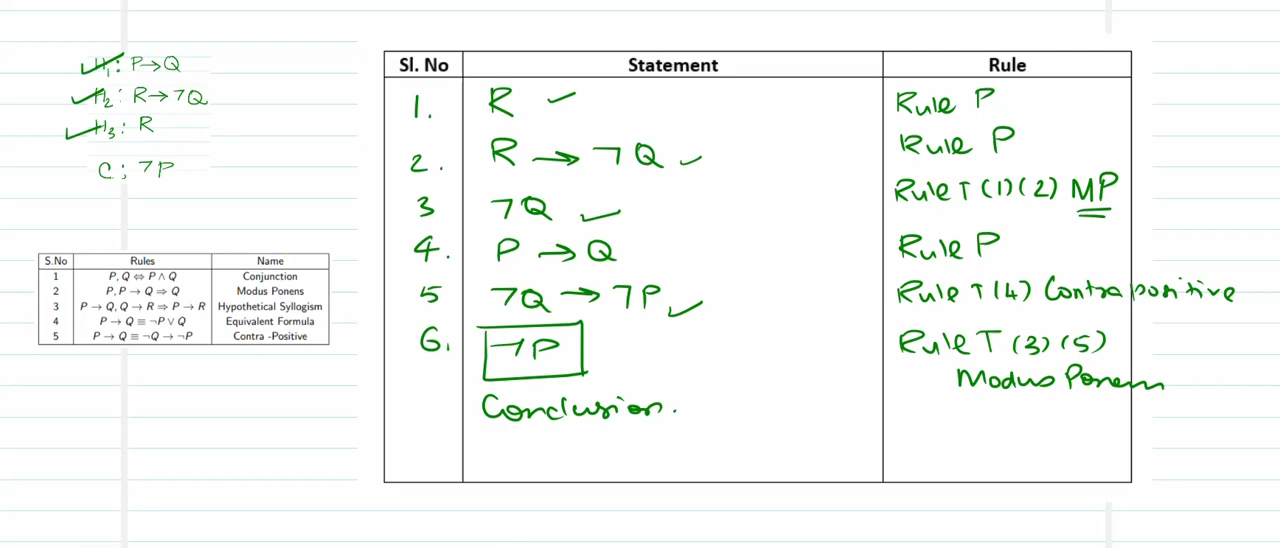 H₁: P→Q
H₂: R→¬Q
H₃: R
C: ¬P
S.No Rules Name
1 P, Q ⇔ P ∧ Q Conjunction
2 P, P → Q ⇒ Q Modus Ponens
3 P → Q, Q → R ⇒ P → R Hypothetical Syllogism
4 P → Q ≡ ¬P ∨ Q Equivalent Formula
5 P → Q ≡ ¬Q → ¬P Contra -Positive
Sl. No Statement Rule
1. R ✓ Rule P
2. R → ¬Q ✓ Rule P
3 ¬Q ✓ Rule T (1) (2) MP
4. P → Q Rule P
5 ¬Q → ¬P ✓ Rule T (4) Contrapositive
6. ¬P Rule T (3) (5)
Modus Ponens
Conclusion.